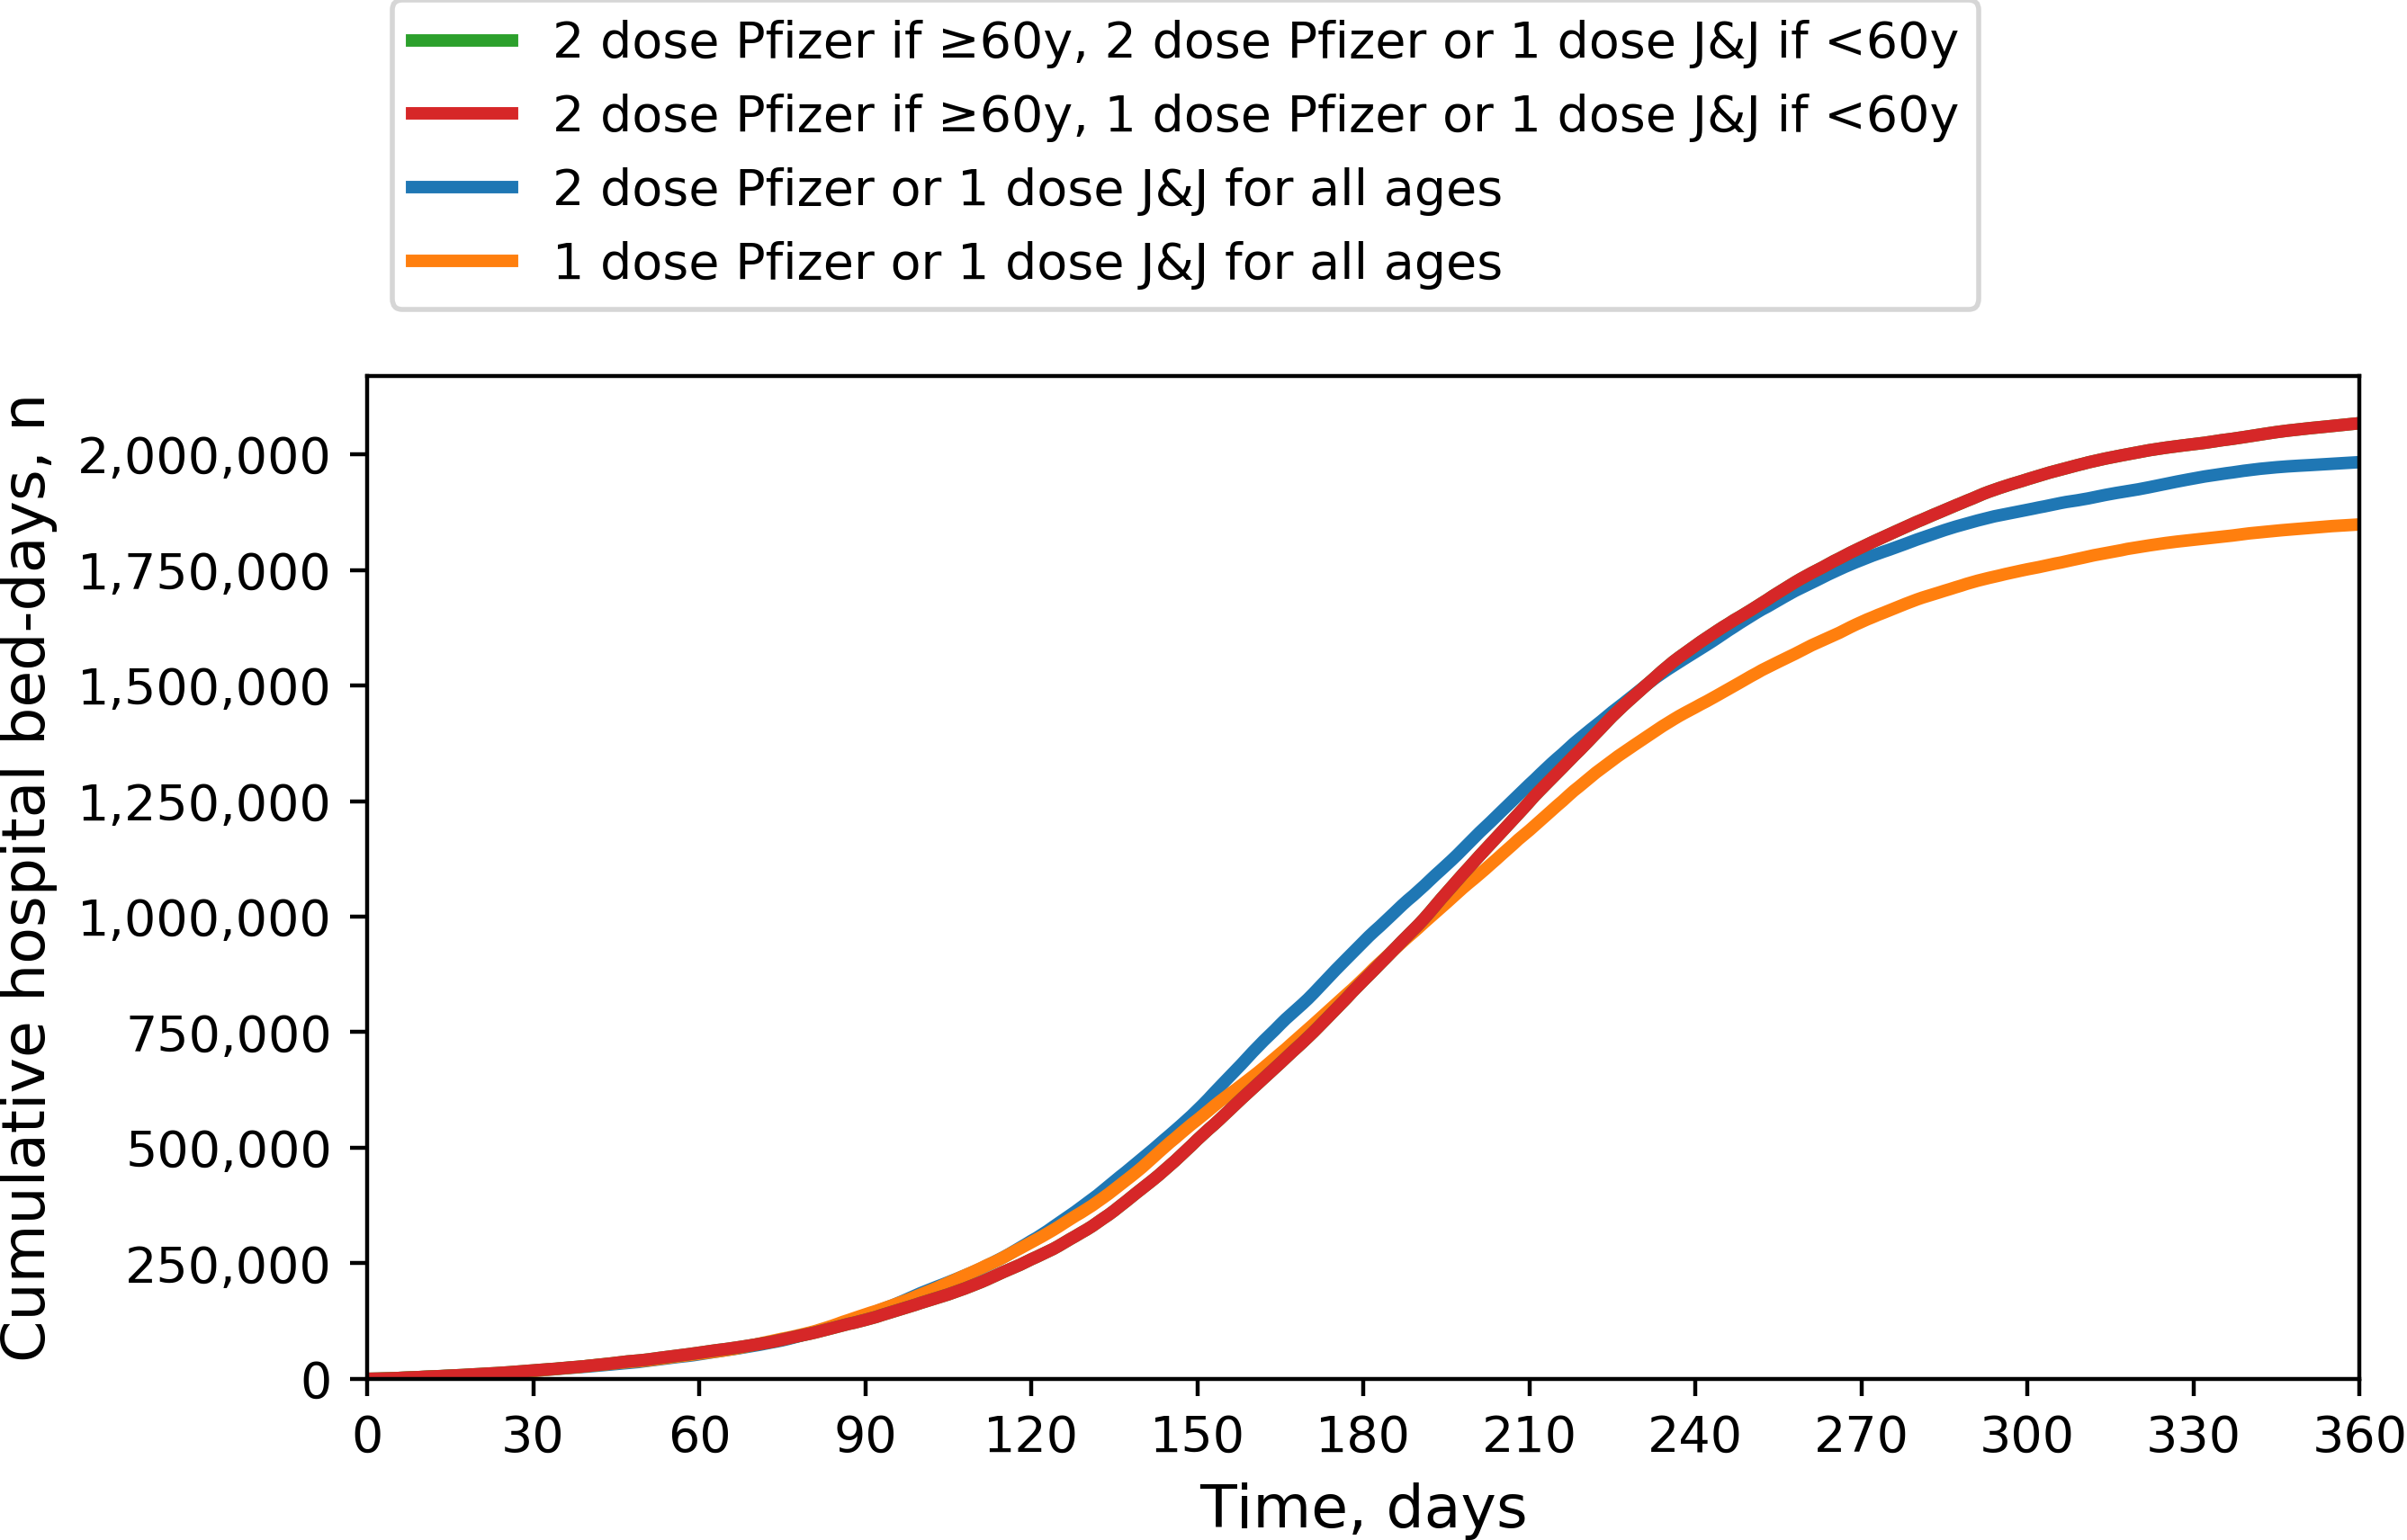 2 dose Pfizer if ≥60y, 2 dose Pfizer or 1 dose J&J if <60y
2 dose Pfizer if ≥60y, 1 dose Pfizer or 1 dose J&J if <60y
2 dose Pfizer or 1 dose J&J for all ages
1 dose Pfizer or 1 dose J&J for all ages
Cumulative hospital bed-days, n
2,000,000
1,750,000
1,500,000
1,250,000
1,000,000
750,000
500,000
250,000
0
0 30 60 90 120 150 180 210 240 270 300 330 360
Time, days